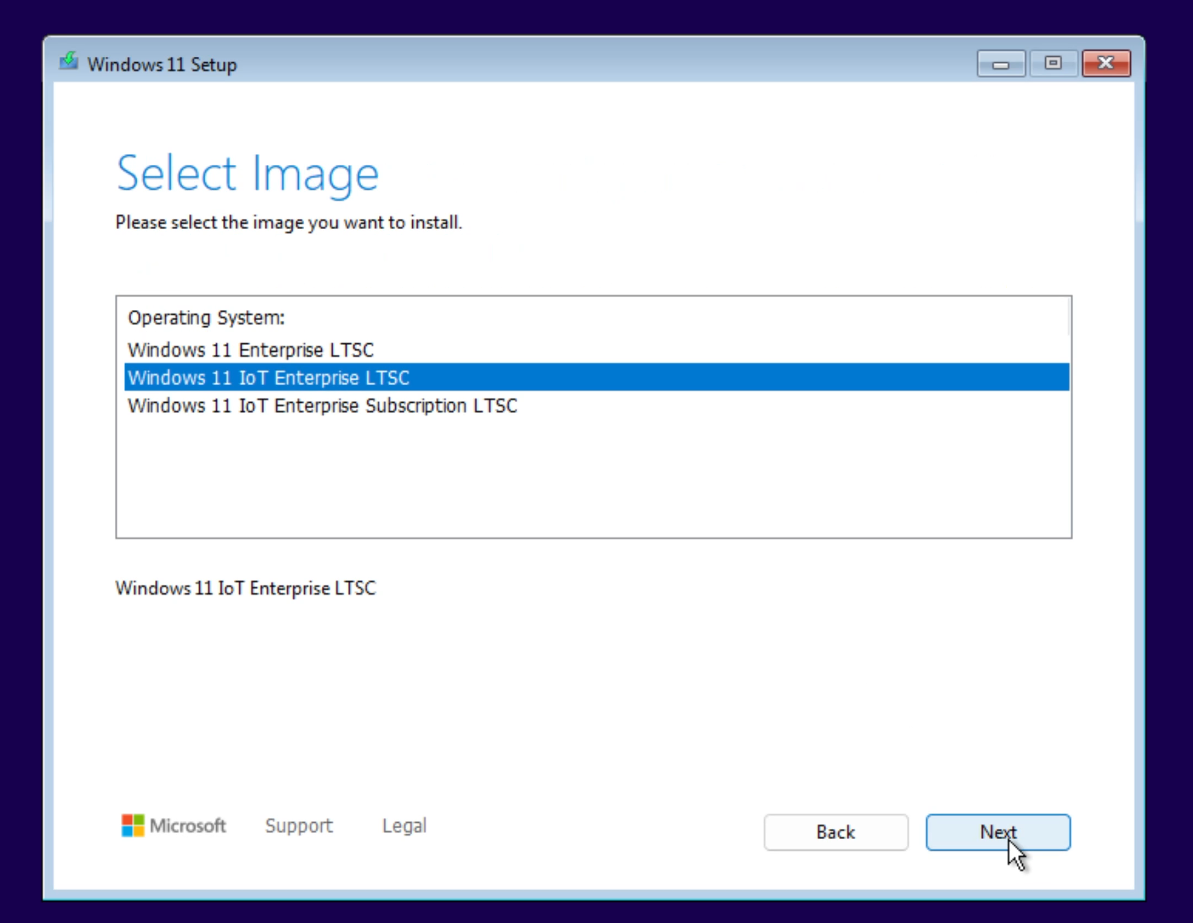 Windows 11 Setup
Select Image
Please select the image you want to install.
Operating System:
Windows 11 Enterprise LTSC
Windows 11 IoT Enterprise LTSC
Windows 11 IoT Enterprise Subscription LTSC
Windows 11 IoT Enterprise LTSC
Microsoft Support Legal Back Next